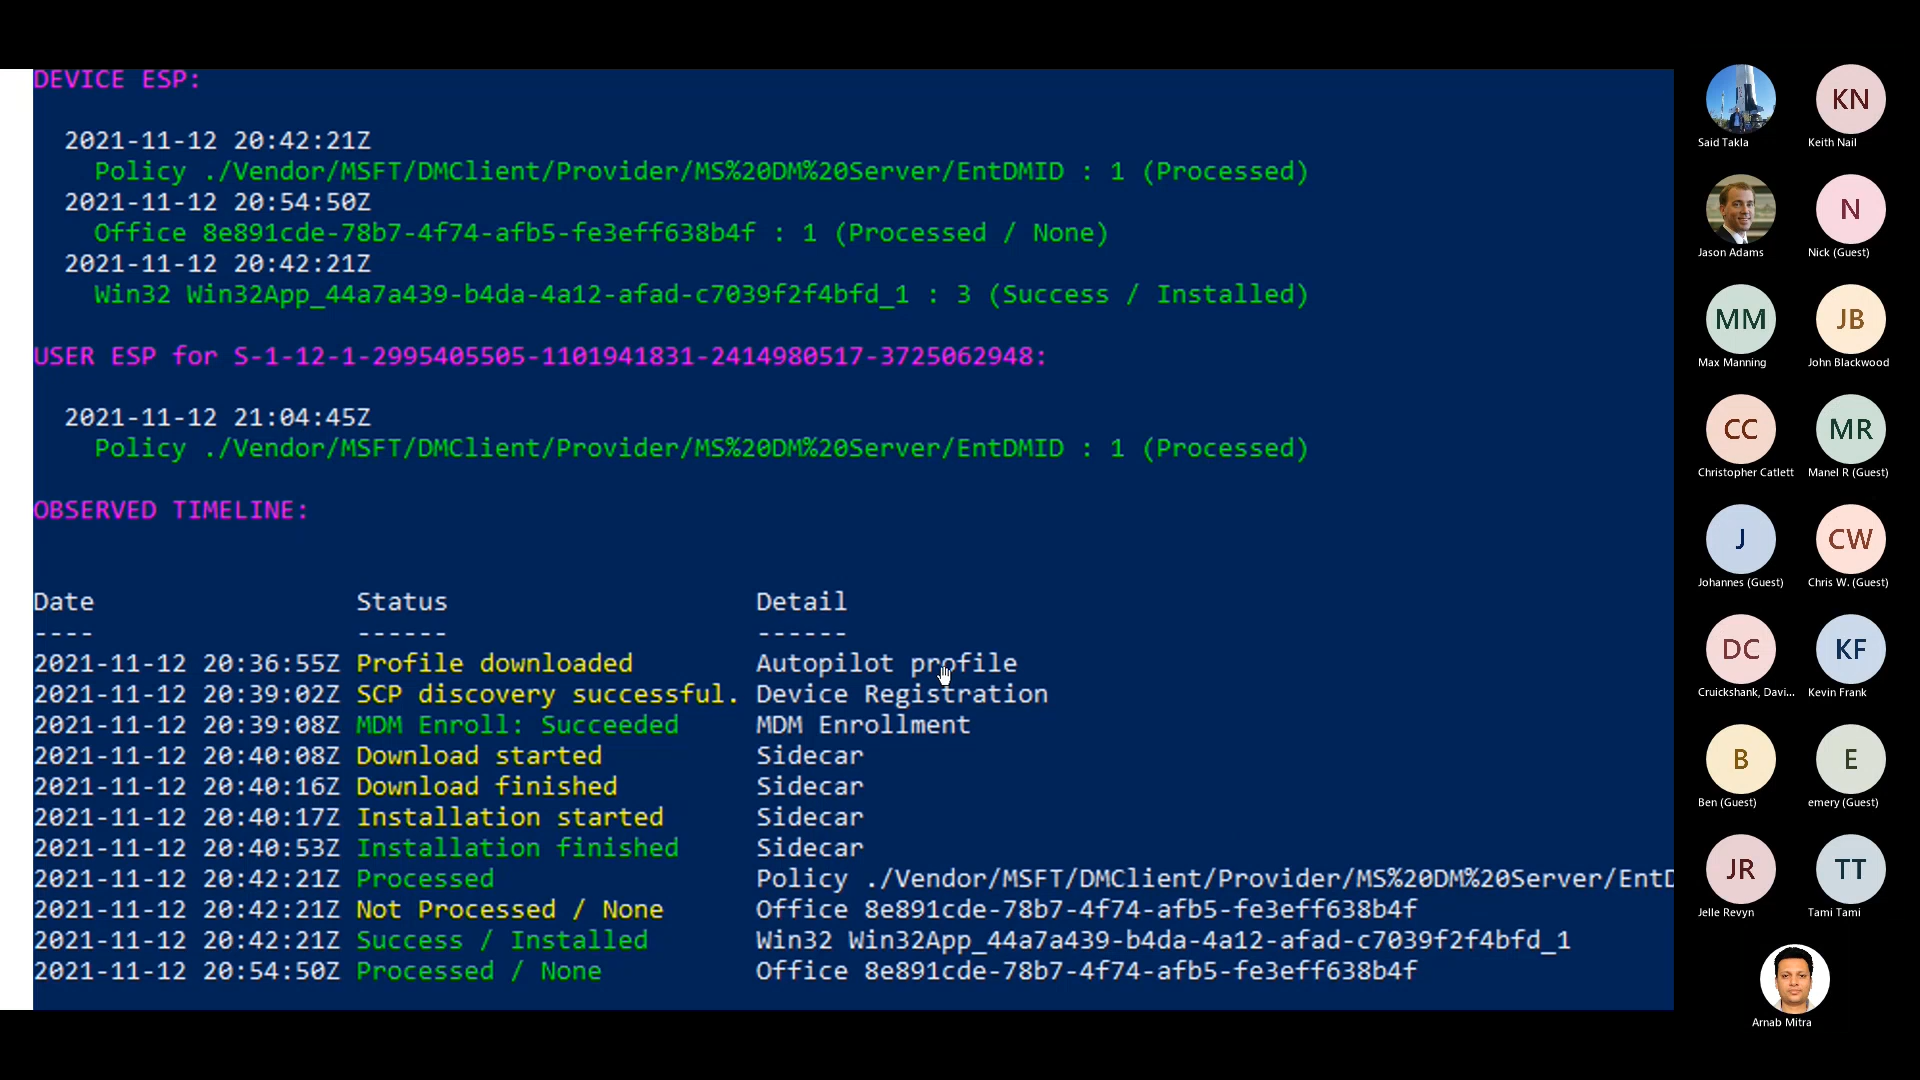 DEVICE ESP:
2021-11-12 20:42:21Z
Policy ./Vendor/MSFT/DMClient/Provider/MS%20DM%20Server/EntDMID : 1 (Processed)
2021-11-12 20:54:50Z
Office 8e891cde-78b7-4f74-afb5-fe3eff638b4f : 1 (Processed / None)
2021-11-12 20:42:21Z
Win32 Win32App_44a7a439-b4da-4a12-afad-c7039f2f4bfd_1 : 3 (Success / Installed)
USER ESP for S-1-12-1-2995405505-1101941831-2414980517-3725062948:
2021-11-12 21:04:45Z
Policy ./Vendor/MSFT/DMClient/Provider/MS%20DM%20Server/EntDMID : 1 (Processed)
OBSERVED TIMELINE:
Date Status Detail
---- ------ ------
2021-11-12 20:36:55Z Profile downloaded Autopilot profile
2021-11-12 20:39:02Z SCP discovery successful. Device Registration
2021-11-12 20:39:08Z MDM Enroll: Succeeded MDM Enrollment
2021-11-12 20:40:08Z Download started Sidecar
2021-11-12 20:40:16Z Download finished Sidecar
2021-11-12 20:40:17Z Installation started Sidecar
2021-11-12 20:40:53Z Installation finished Sidecar
2021-11-12 20:42:21Z Processed Policy ./Vendor/MSFT/DMClient/Provider/MS%20DM%20Server/EntD
2021-11-12 20:42:21Z Not Processed / None Office 8e891cde-78b7-4f74-afb5-fe3eff638b4f
2021-11-12 20:42:21Z Success / Installed Win32 Win32App_44a7a439-b4da-4a12-afad-c7039f2f4bfd_1
2021-11-12 20:54:50Z Processed / None Office 8e891cde-78b7-4f74-afb5-fe3eff638b4f
KN
Said Takla Keith Nail
N
Jason Adams Nick (Guest)
MM JB
Max Manning John Blackwood
CC MR
Christopher Catlett Manel R (Guest)
J CW
Johannes (Guest) Chris W. (Guest)
DC KF
Cruickshank, Davi... Kevin Frank
B E
Ben (Guest) emery (Guest)
JR TT
Jelle Revyn Tami Tami
Arnab Mitra